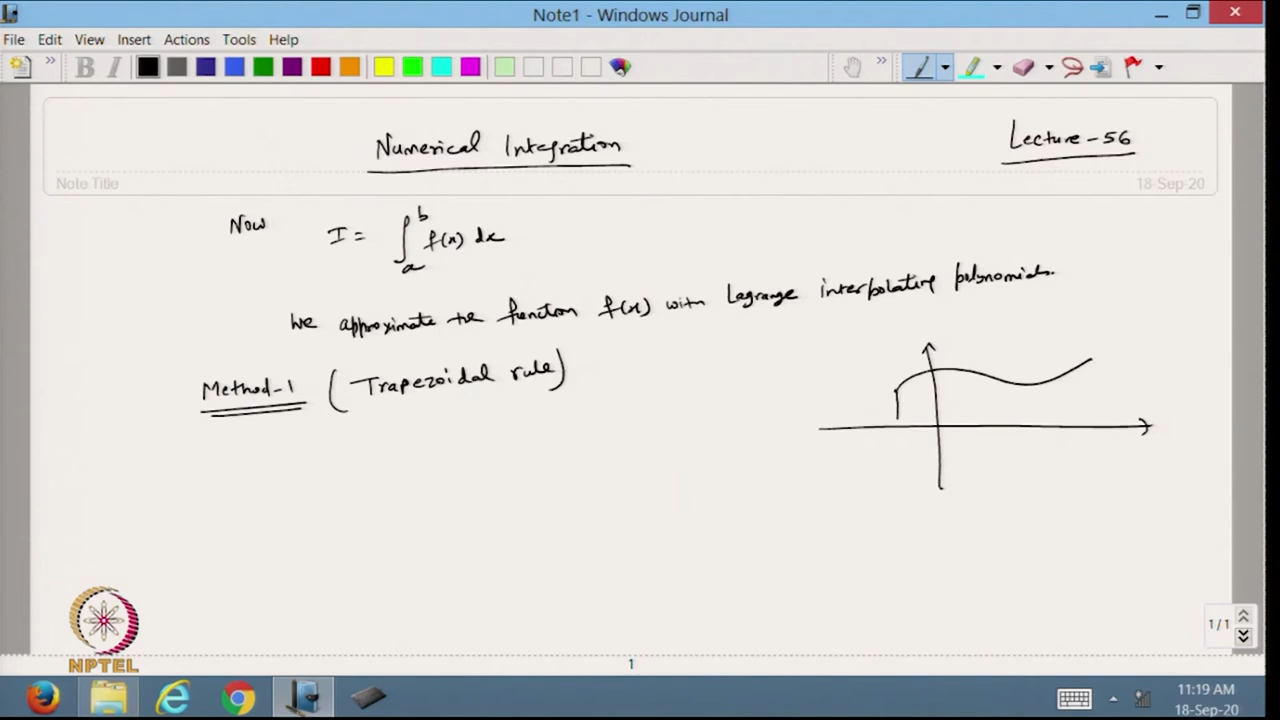 Note1 - Windows Journal
File Edit View Insert Actions Tools Help
Numerical Integration
Lecture-56
Note Title
18-Sep-20
Now I = ∫_a^b f(x) dx
We approximate the function f(x) with Lagrange interpolating polynomials.
Method-1 (Trapezoidal rule)
1/1
NPTEL
1
11:19 AM
18-Sep-20